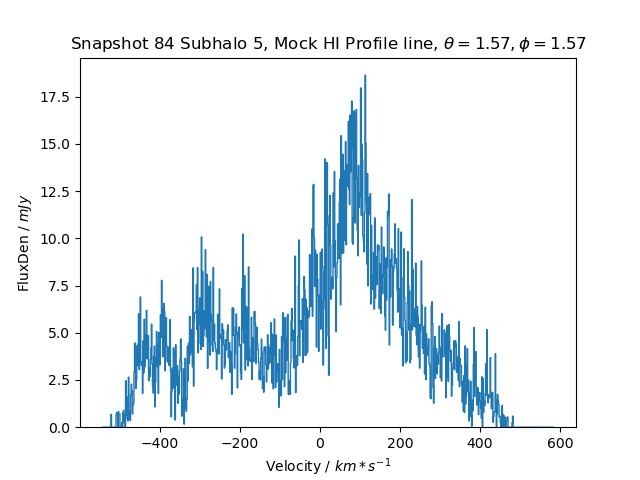 Snapshot 84 Subhalo 5, Mock HI Profile line, θ = 1.57, ϕ = 1.57
FluxDen / mJy
17.5
15.0
12.5
10.0
7.5
5.0
2.5
0.0
−400 −200 0 200 400 600
Velocity / km * s⁻¹